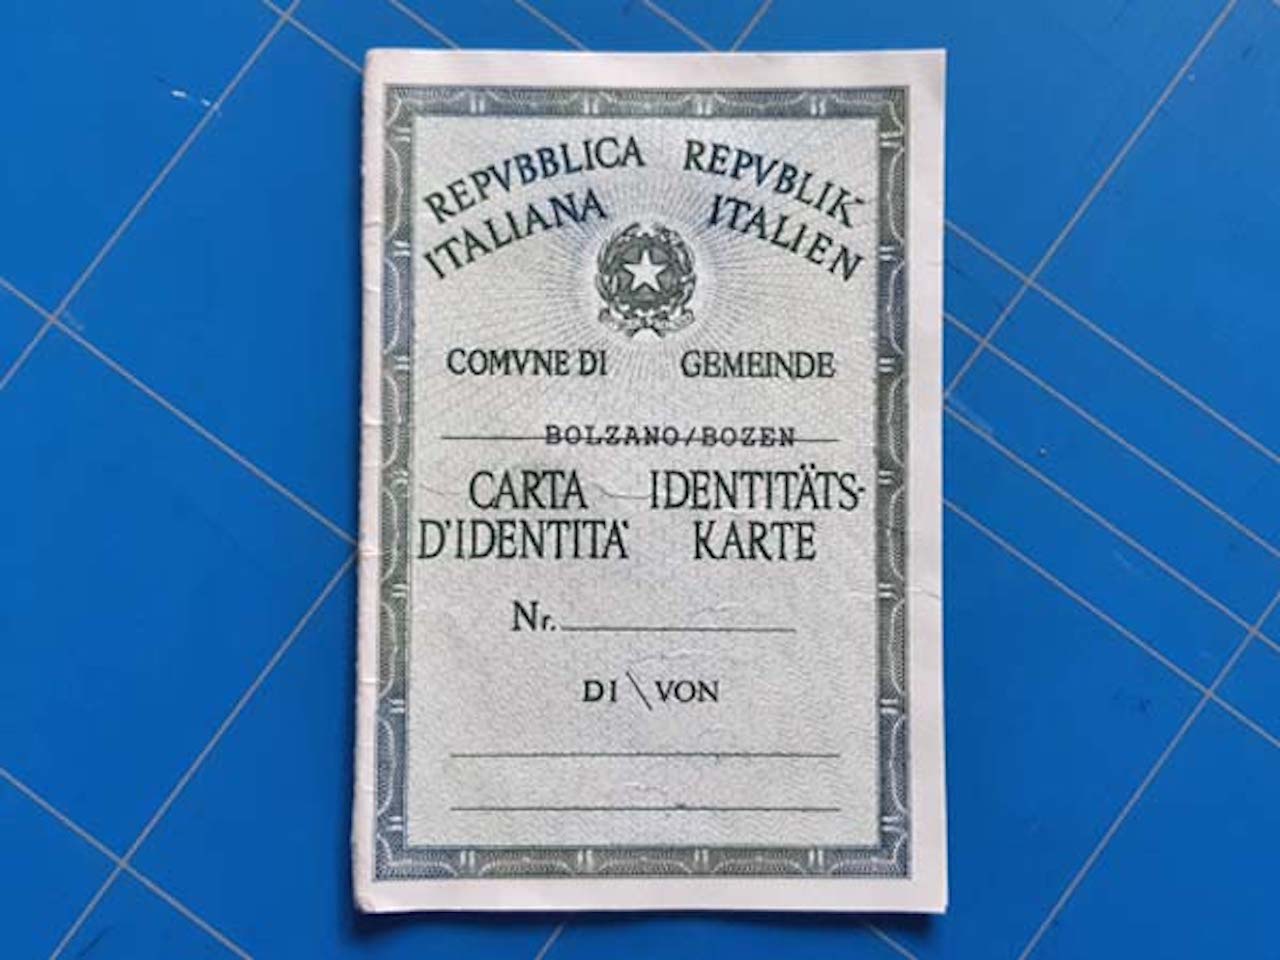 REPVBBLICA ITALIANA
REPVBLIK ITALIEN
COMVNE DI GEMEINDE
BOLZANO/BOZEN
CARTA D'IDENTITA'
IDENTITÄTS-KARTE
Nr.
DI \ VON